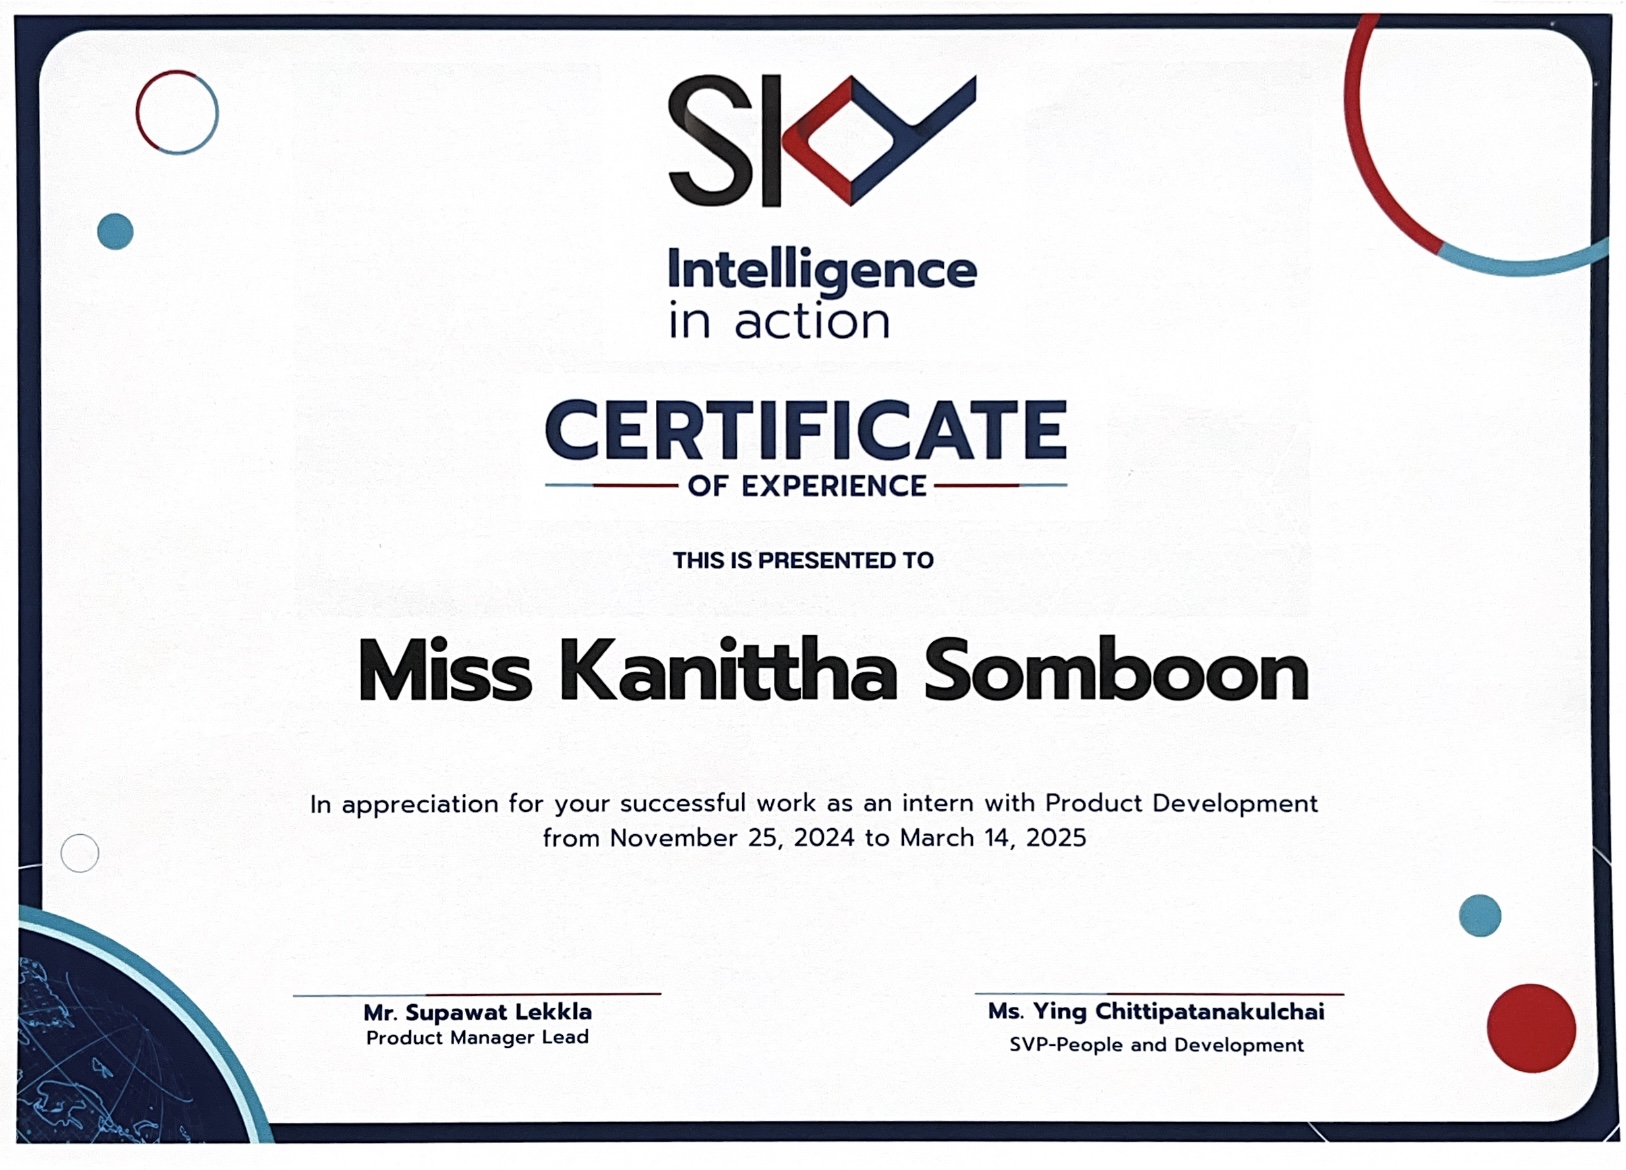 SKY
Intelligence
in action
CERTIFICATE
OF EXPERIENCE
THIS IS PRESENTED TO
Miss Kanittha Somboon
In appreciation for your successful work as an intern with Product Development
from November 25, 2024 to March 14, 2025
Mr. Supawat Lekkla
Product Manager Lead
Ms. Ying Chittipatanakulchai
SVP-People and Development